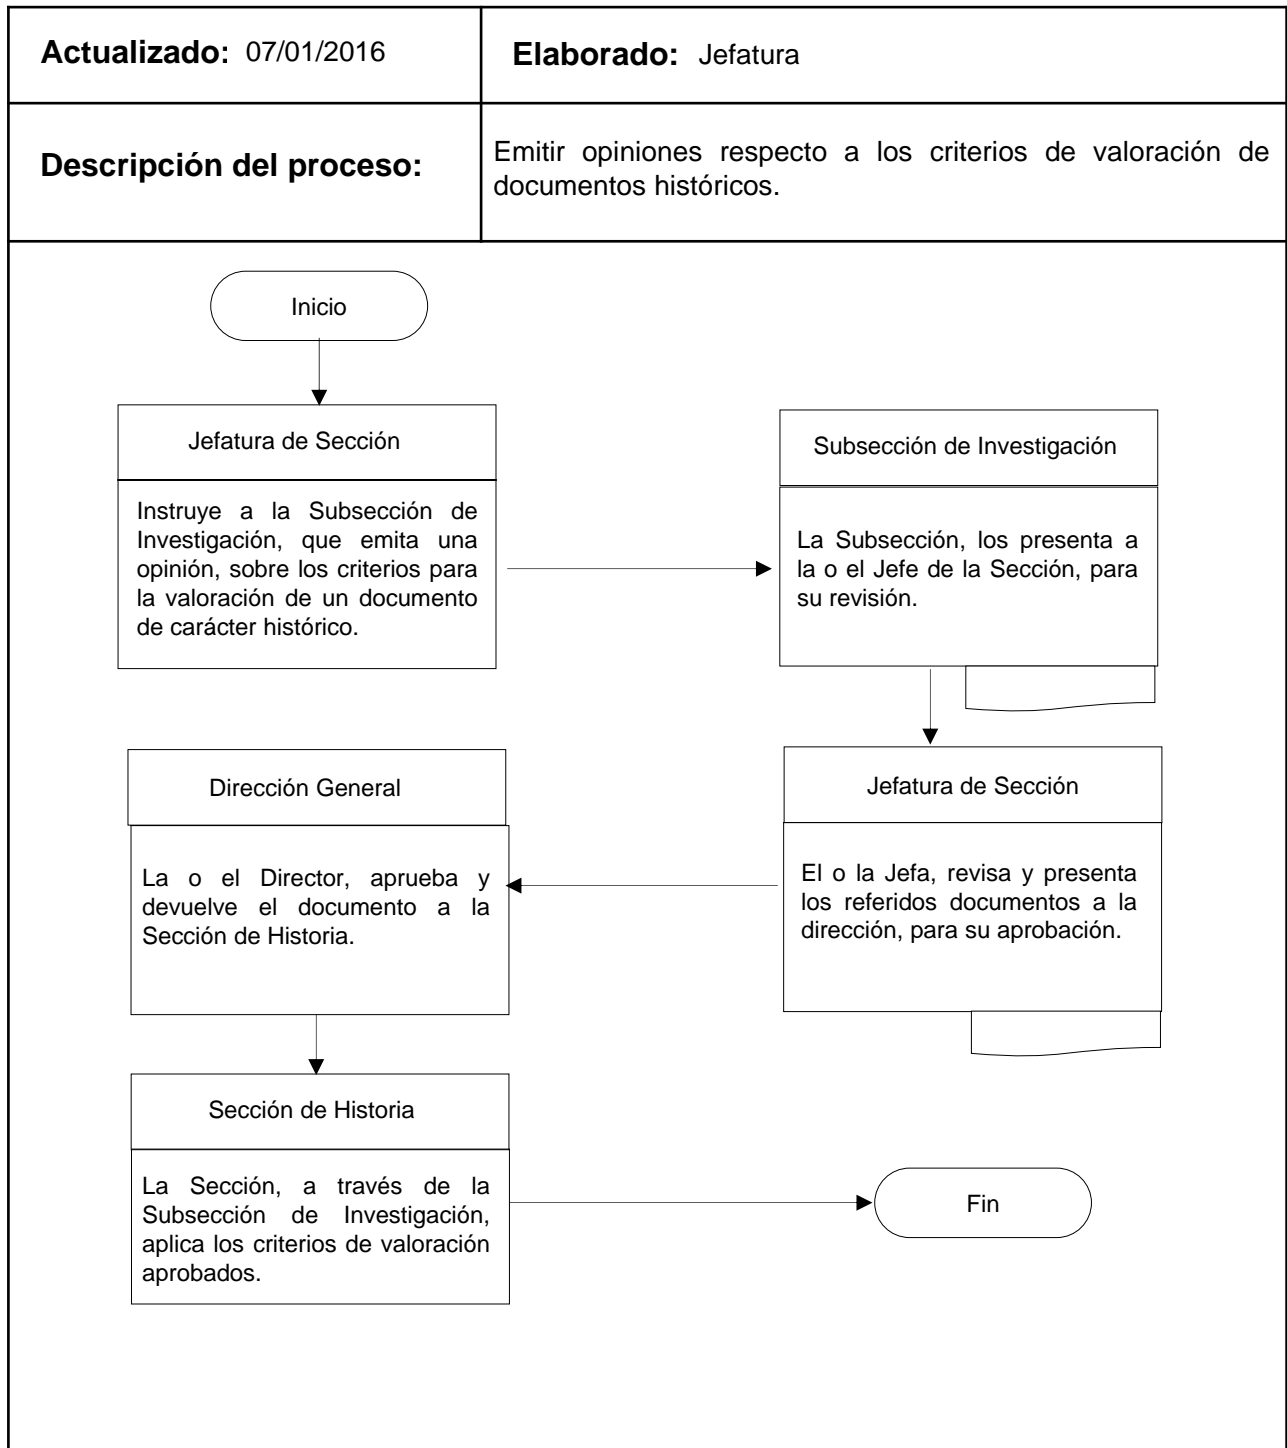 Actualizado: 07/01/2016
Elaborado: Jefatura
Descripción del proceso:
Emitir opiniones respecto a los criterios de valoración de
documentos históricos.
Inicio
Jefatura de Sección
Instruye a la Subsección de
Investigación, que emita una
opinión, sobre los criterios para
la valoración de un documento
de carácter histórico.
Subsección de Investigación
La Subsección, los presenta a
la o el Jefe de la Sección, para
su revisión.
Jefatura de Sección
El o la Jefa, revisa y presenta
los referidos documentos a la
dirección, para su aprobación.
Dirección General
La o el Director, aprueba y
devuelve el documento a la
Sección de Historia.
Sección de Historia
La Sección, a través de la
Subsección de Investigación,
aplica los criterios de valoración
aprobados.
Fin